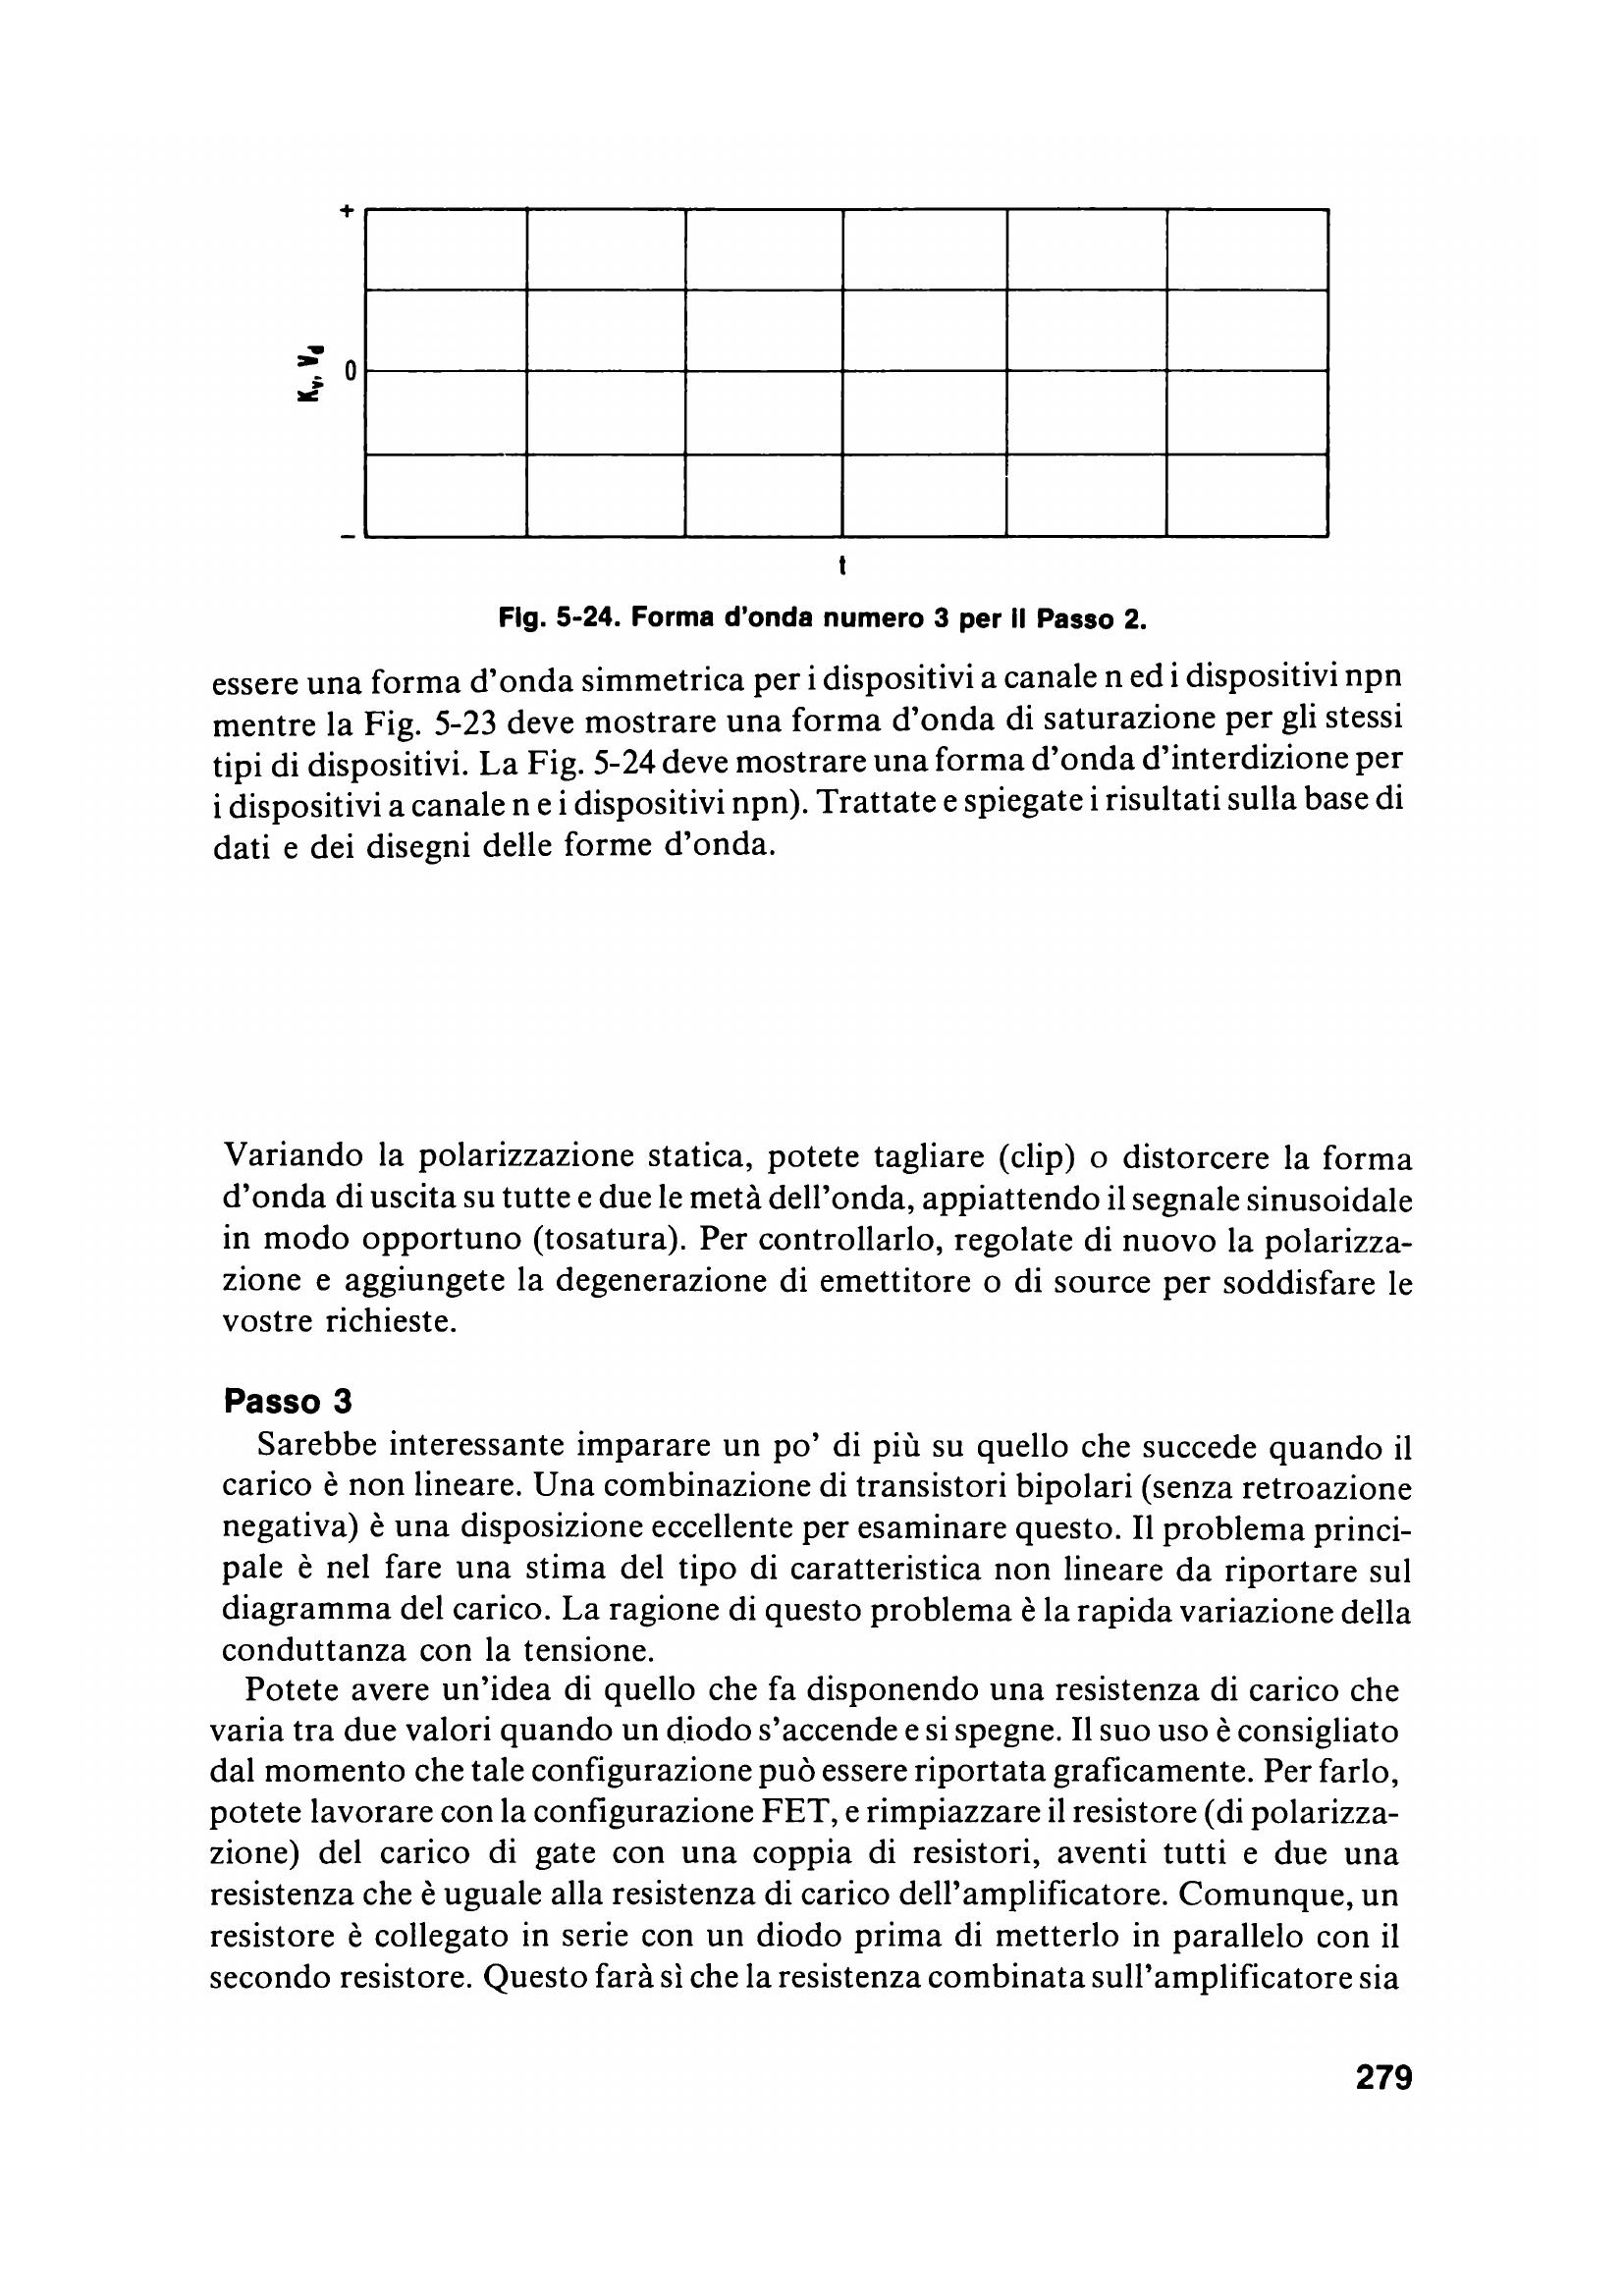 +
K_v, V_d
0
−
t
Fig. 5-24. Forma d'onda numero 3 per il Passo 2.
essere una forma d'onda simmetrica per i dispositivi a canale n ed i dispositivi npn
mentre la Fig. 5-23 deve mostrare una forma d'onda di saturazione per gli stessi
tipi di dispositivi. La Fig. 5-24 deve mostrare una forma d'onda d'interdizione per
i dispositivi a canale n e i dispositivi npn). Trattate e spiegate i risultati sulla base di
dati e dei disegni delle forme d'onda.
Variando la polarizzazione statica, potete tagliare (clip) o distorcere la forma
d'onda di uscita su tutte e due le metà dell'onda, appiattendo il segnale sinusoidale
in modo opportuno (tosatura). Per controllarlo, regolate di nuovo la polarizza-
zione e aggiungete la degenerazione di emettitore o di source per soddisfare le
vostre richieste.
Passo 3
Sarebbe interessante imparare un po' di più su quello che succede quando il
carico è non lineare. Una combinazione di transistori bipolari (senza retroazione
negativa) è una disposizione eccellente per esaminare questo. Il problema princi-
pale è nel fare una stima del tipo di caratteristica non lineare da riportare sul
diagramma del carico. La ragione di questo problema è la rapida variazione della
conduttanza con la tensione.
Potete avere un'idea di quello che fa disponendo una resistenza di carico che
varia tra due valori quando un diodo s'accende e si spegne. Il suo uso è consigliato
dal momento che tale configurazione può essere riportata graficamente. Per farlo,
potete lavorare con la configurazione FET, e rimpiazzare il resistore (di polarizza-
zione) del carico di gate con una coppia di resistori, aventi tutti e due una
resistenza che è uguale alla resistenza di carico dell'amplificatore. Comunque, un
resistore è collegato in serie con un diodo prima di metterlo in parallelo con il
secondo resistore. Questo farà sì che la resistenza combinata sull'amplificatore sia
279